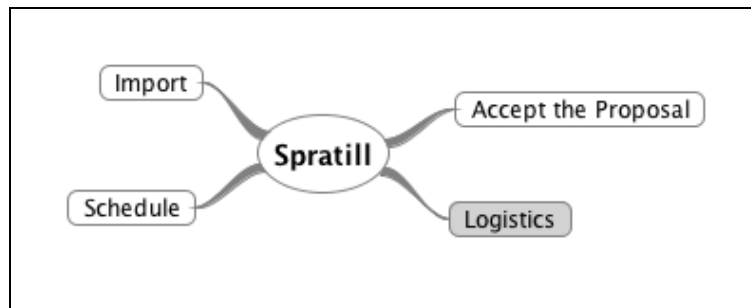 Import
Accept the Proposal
Spratill
Schedule
Logistics